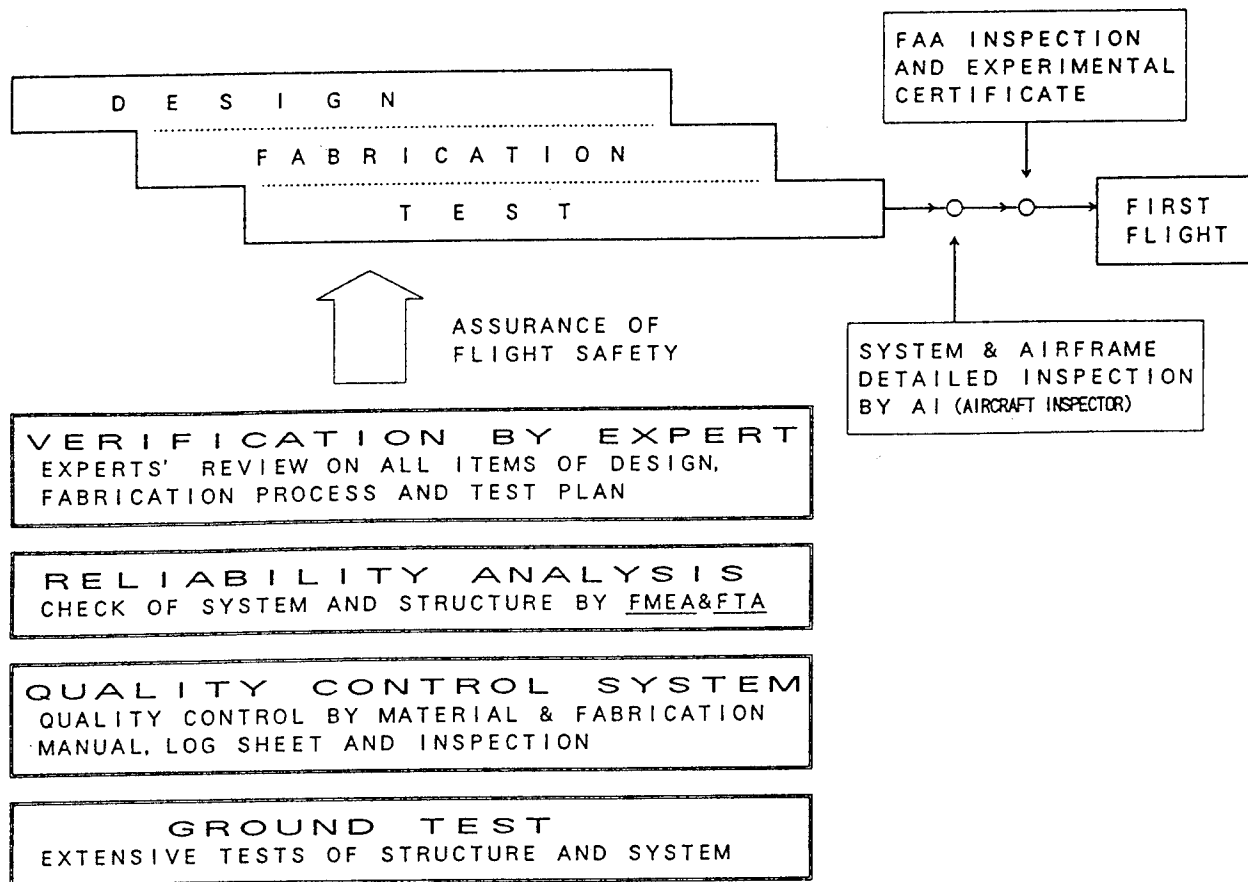 DESIGN
FABRICATION
TEST
FAA INSPECTION
AND EXPERIMENTAL
CERTIFICATE
FIRST
FLIGHT
ASSURANCE OF
FLIGHT SAFETY
SYSTEM & AIRFRAME
DETAILED INSPECTION
BY AI (AIRCRAFT INSPECTOR)
VERIFICATION BY EXPERT
EXPERTS' REVIEW ON ALL ITEMS OF DESIGN,
FABRICATION PROCESS AND TEST PLAN
RELIABILITY ANALYSIS
CHECK OF SYSTEM AND STRUCTURE BY FMEA&FTA
QUALITY CONTROL SYSTEM
QUALITY CONTROL BY MATERIAL & FABRICATION
MANUAL, LOG SHEET AND INSPECTION
GROUND TEST
EXTENSIVE TESTS OF STRUCTURE AND SYSTEM